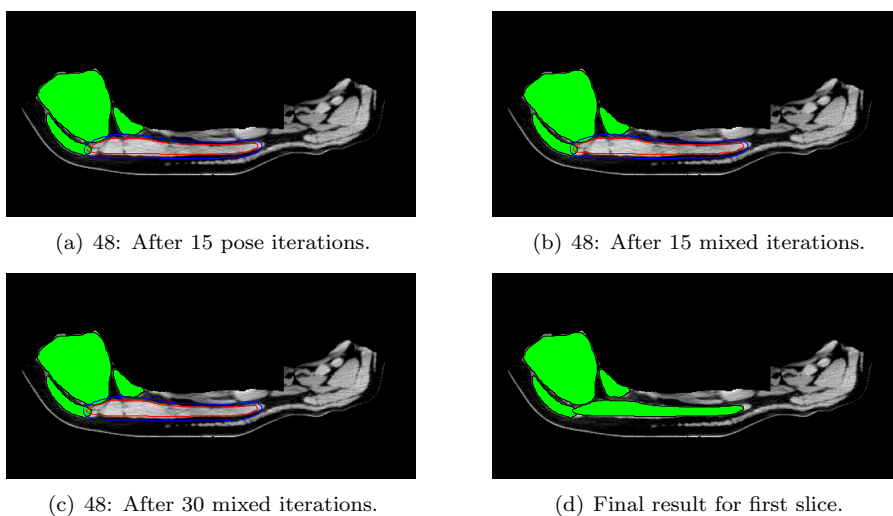 (a) 48: After 15 pose iterations.
(b) 48: After 15 mixed iterations.
(c) 48: After 30 mixed iterations.
(d) Final result for first slice.